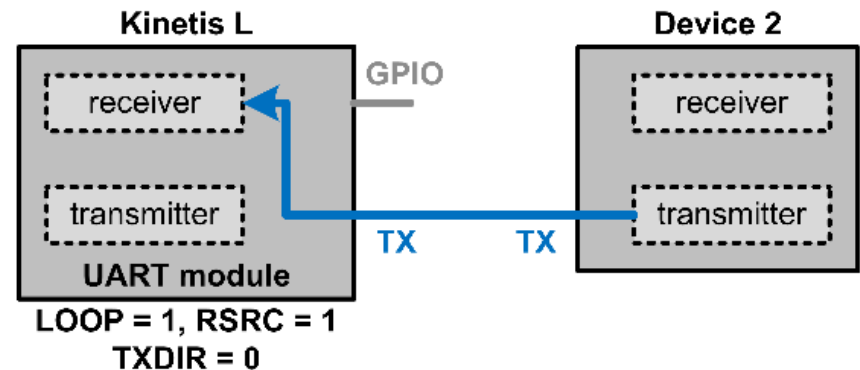 Kinetis L
Device 2
GPIO
receiver
receiver
transmitter
transmitter
TX
TX
UART module
LOOP = 1, RSRC = 1
TXDIR = 0